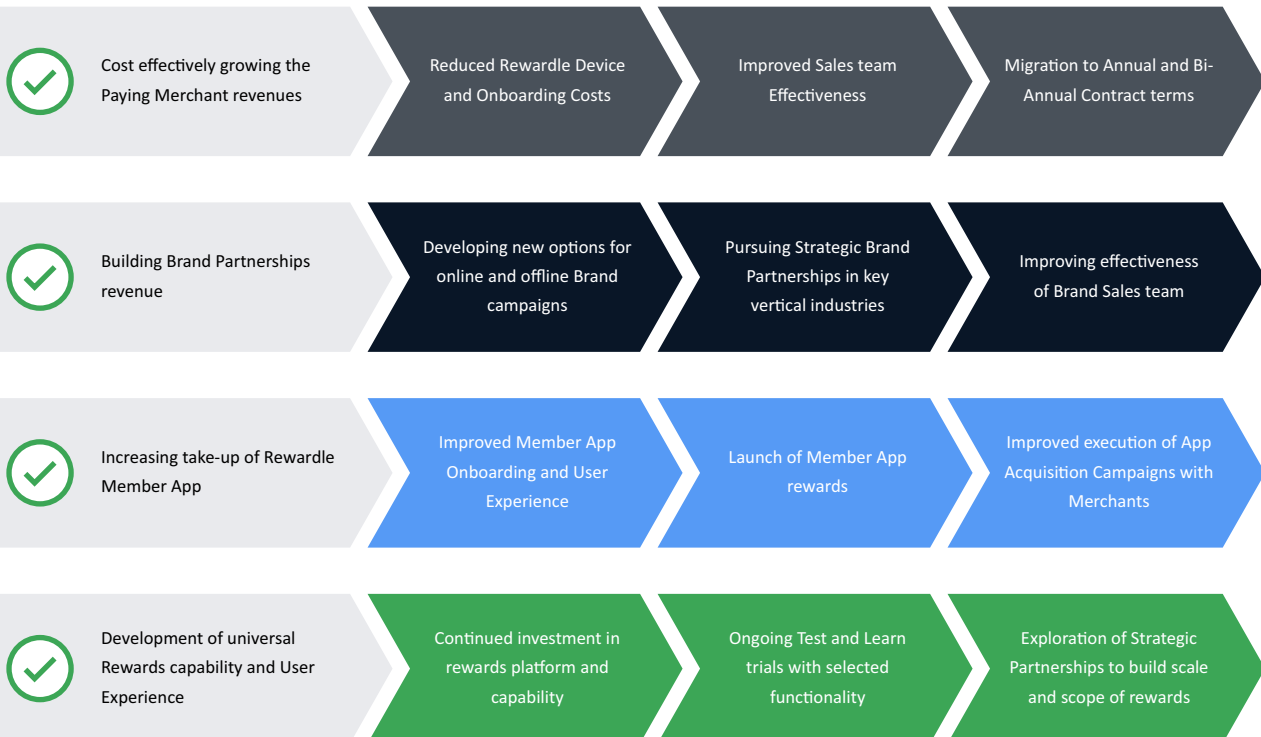 Cost effectively growing the
Paying Merchant revenues
Reduced Rewardle Device
and Onboarding Costs
Improved Sales team
Effectiveness
Migration to Annual and Bi-
Annual Contract terms
Building Brand Partnerships
revenue
Developing new options for
online and offline Brand
campaigns
Pursuing Strategic Brand
Partnerships in key
vertical industries
Improving effectiveness
of Brand Sales team
Increasing take-up of Rewardle
Member App
Improved Member App
Onboarding and User
Experience
Launch of Member App
rewards
Improved execution of App
Acquisition Campaigns with
Merchants
Development of universal
Rewards capability and User
Experience
Continued investment in
rewards platform and
capability
Ongoing Test and Learn
trials with selected
functionality
Exploration of Strategic
Partnerships to build scale
and scope of rewards